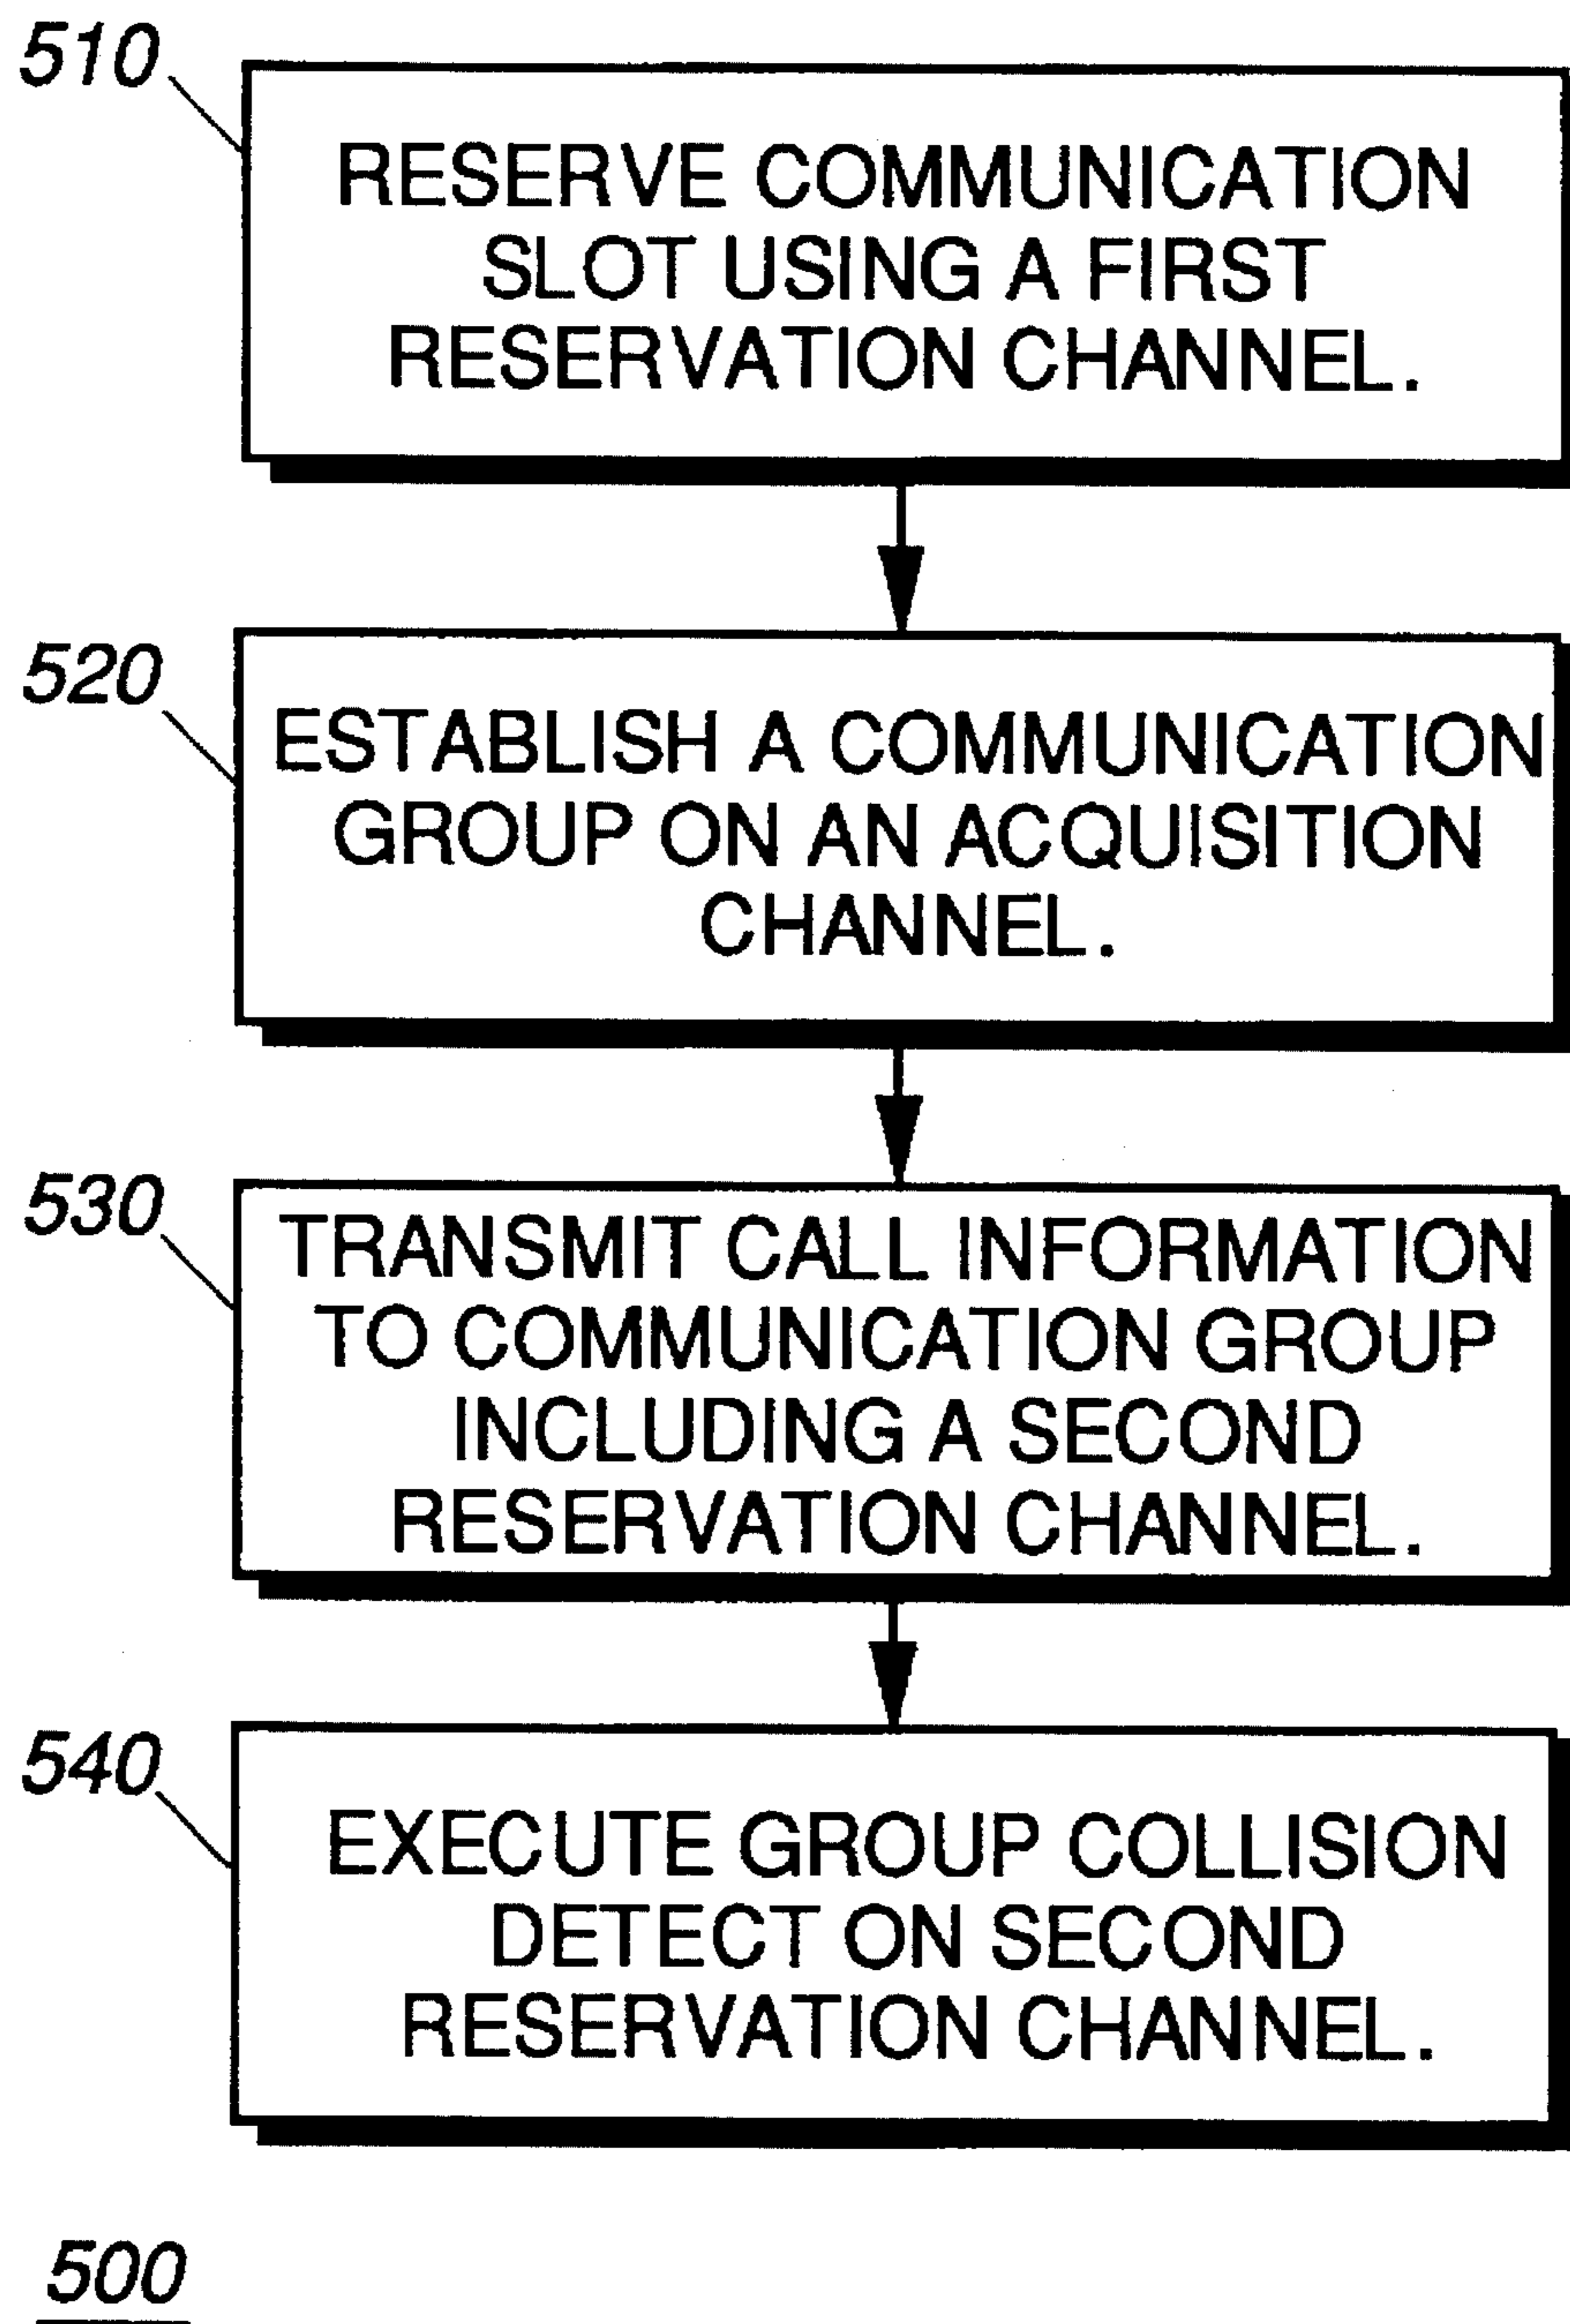 510
RESERVE COMMUNICATION
SLOT USING A FIRST
RESERVATION CHANNEL.
520
ESTABLISH A COMMUNICATION
GROUP ON AN ACQUISITION
CHANNEL.
530
TRANSMIT CALL INFORMATION
TO COMMUNICATION GROUP
INCLUDING A SECOND
RESERVATION CHANNEL.
540
EXECUTE GROUP COLLISION
DETECT ON SECOND
RESERVATION CHANNEL.
500